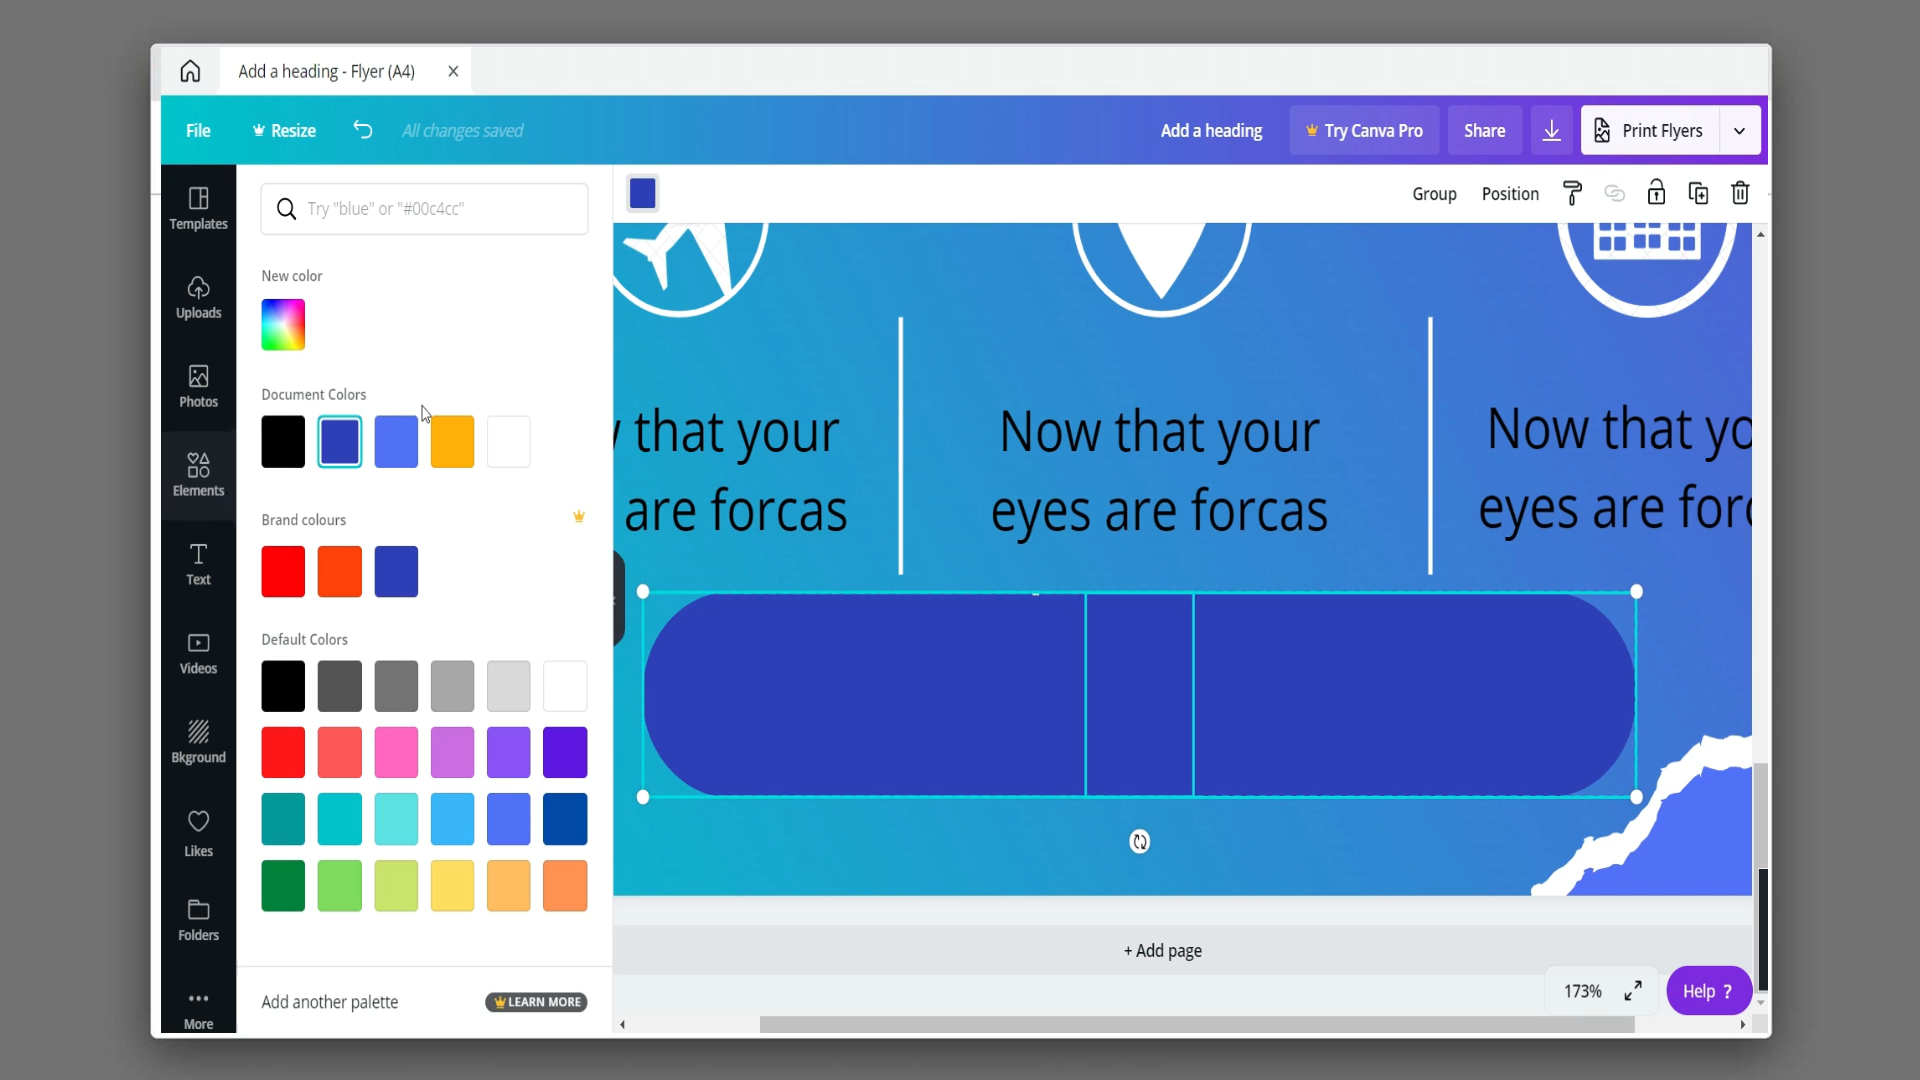 Add a heading - Flyer (A4)
File
Resize
All changes saved
Add a heading
Try Canva Pro
Share
Print Flyers
Templates
Uploads
Photos
Elements
Text
Videos
Bkground
Likes
Folders
More
Try "blue" or "#00c4cc"
New color
Document Colors
Brand colours
Default Colors
Add another palette
LEARN MORE
Group
Position
that your
are forcas
Now that your
eyes are forcas
Now that yo
eyes are forc
+ Add page
173%
Help ?